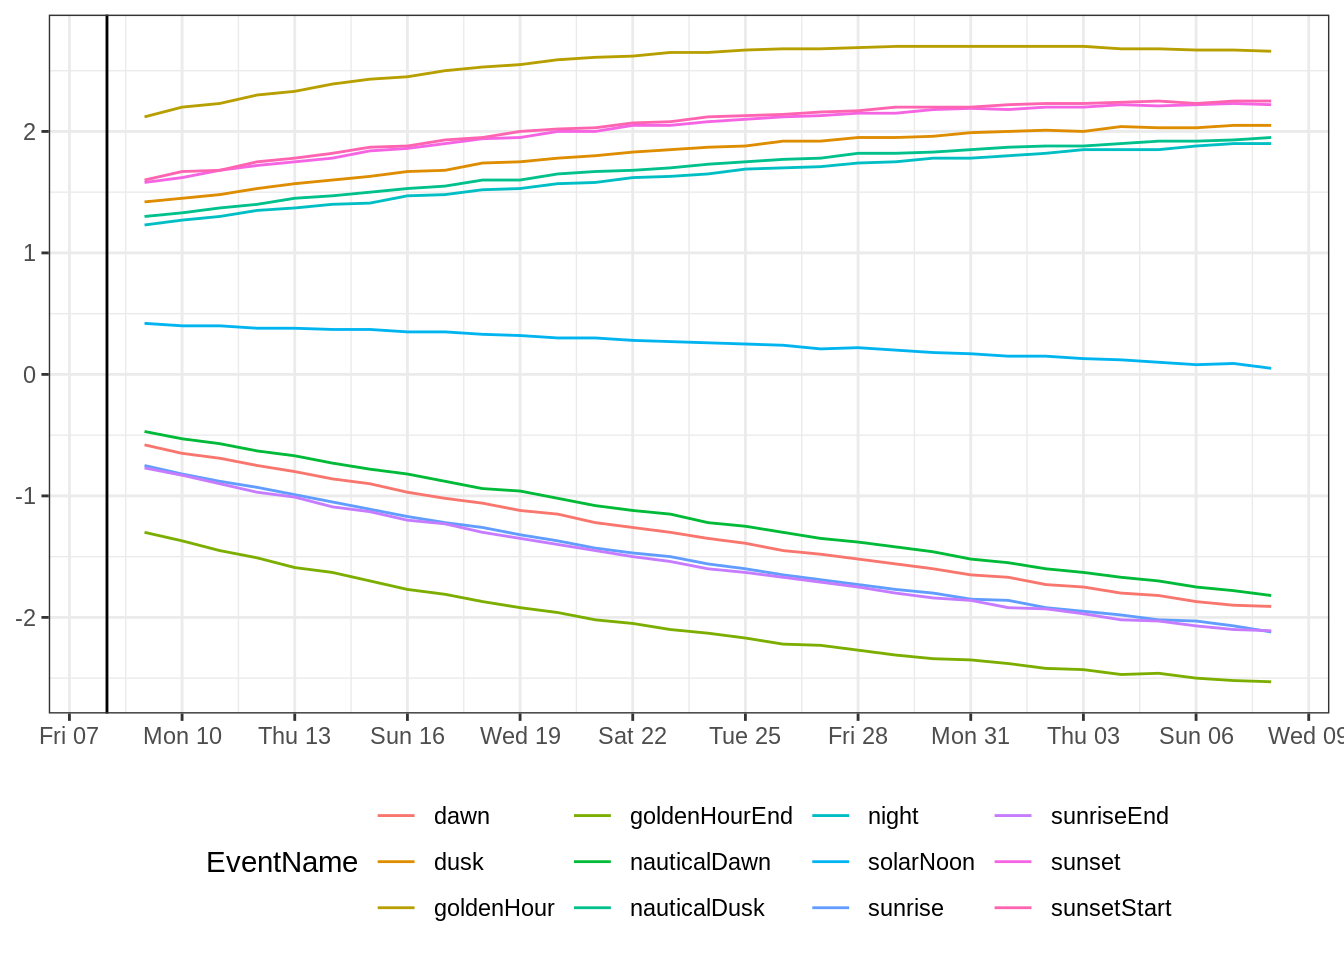 2
1
0
-1
-2
Fri 07 Mon 10 Thu 13 Sun 16 Wed 19 Sat 22 Tue 25 Fri 28 Mon 31 Thu 03 Sun 06 Wed 09
EventName
dawn goldenHourEnd night sunriseEnd
dusk nauticalDawn solarNoon sunset
goldenHour nauticalDusk sunrise sunsetStart